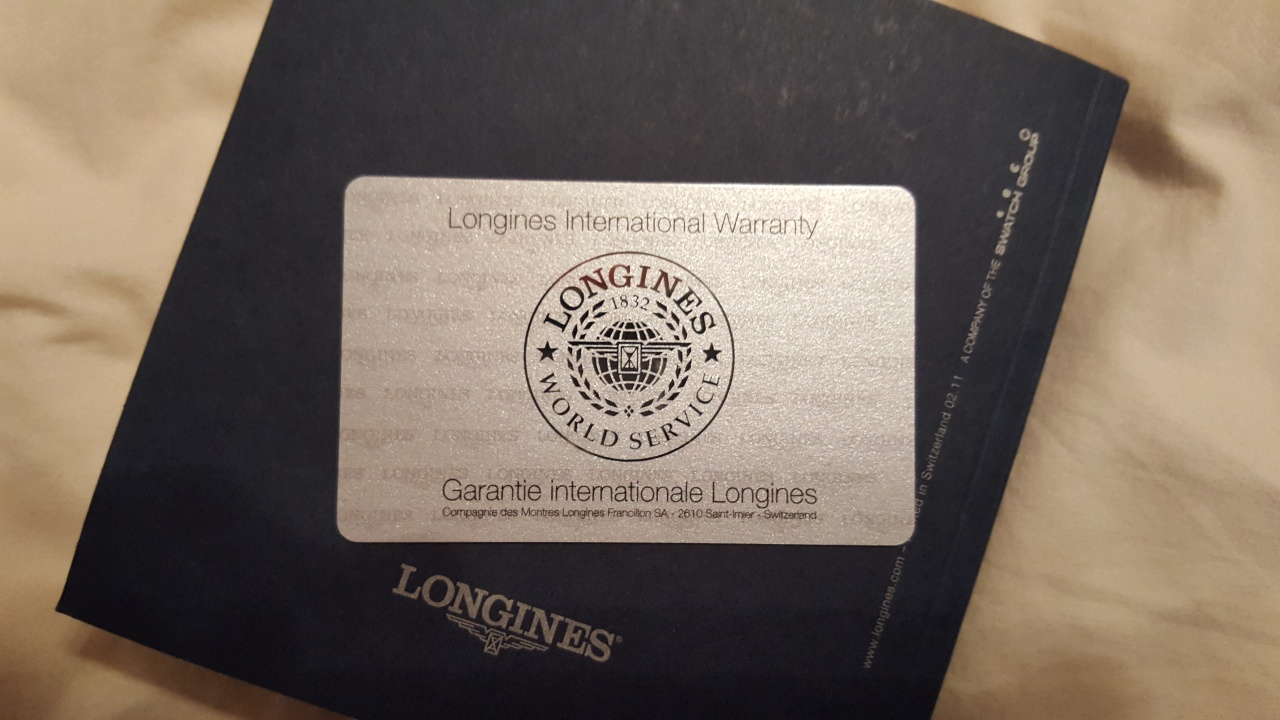 Longines International Warranty
LONGINES
1832
WORLD SERVICE
Garantie internationale Longines
Compagnie des Montres Longines Francillon SA - 2610 Saint-Imier - Switzerland
LONGINES®
www.longines.com – in Switzerland 02.11 A COMPANY OF THE SWATCH GROUP